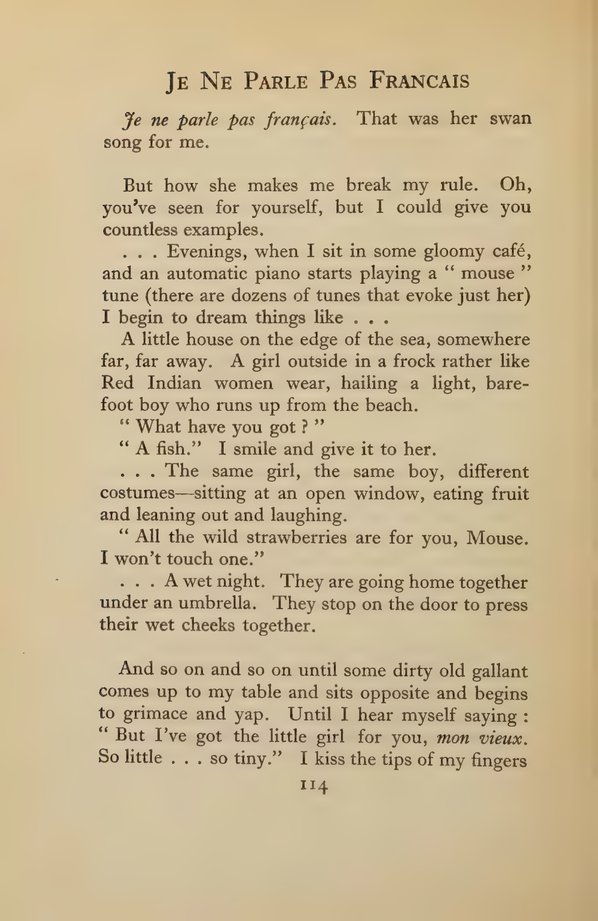 JE NE PARLE PAS FRANCAIS
Je ne parle pas français. That was her swan
song for me.
But how she makes me break my rule. Oh,
you've seen for yourself, but I could give you
countless examples.
. . . Evenings, when I sit in some gloomy café,
and an automatic piano starts playing a “ mouse ”
tune (there are dozens of tunes that evoke just her)
I begin to dream things like . . .
A little house on the edge of the sea, somewhere
far, far away. A girl outside in a frock rather like
Red Indian women wear, hailing a light, bare-
foot boy who runs up from the beach.
“ What have you got ? ”
“ A fish.” I smile and give it to her.
. . . The same girl, the same boy, different
costumes—sitting at an open window, eating fruit
and leaning out and laughing.
“ All the wild strawberries are for you, Mouse.
I won't touch one.”
. . . A wet night. They are going home together
under an umbrella. They stop on the door to press
their wet cheeks together.
And so on and so on until some dirty old gallant
comes up to my table and sits opposite and begins
to grimace and yap. Until I hear myself saying :
“ But I've got the little girl for you, mon vieux.
So little . . . so tiny.” I kiss the tips of my fingers
114